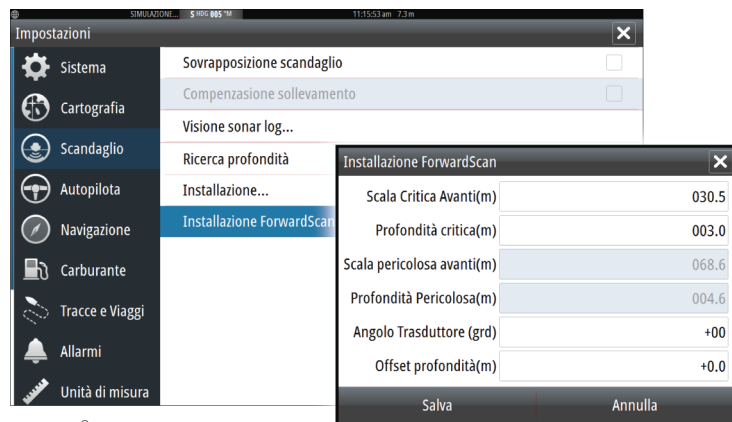 SIMULAZIONE... S HDG 005 °M 11:15:53 am 7.3 m
Impostazioni
Sistema
Cartografia
Scandaglio
Autopilota
Navigazione
Carburante
Tracce e Viaggi
Allarmi
Unità di misura
Sovrapposizione scandaglio
Compenzasione sollevamento
Visione sonar log...
Ricerca profondità
Installazione...
Installazione ForwardScan
Installazione ForwardScan
Scala Critica Avanti(m) 030.5
Profondità critica(m) 003.0
Scala pericolosa avanti(m) 068.6
Profondità Pericolosa(m) 004.6
Angolo Trasduttore (grd) +00
Offset profondità(m) +0.0
Salva Annulla